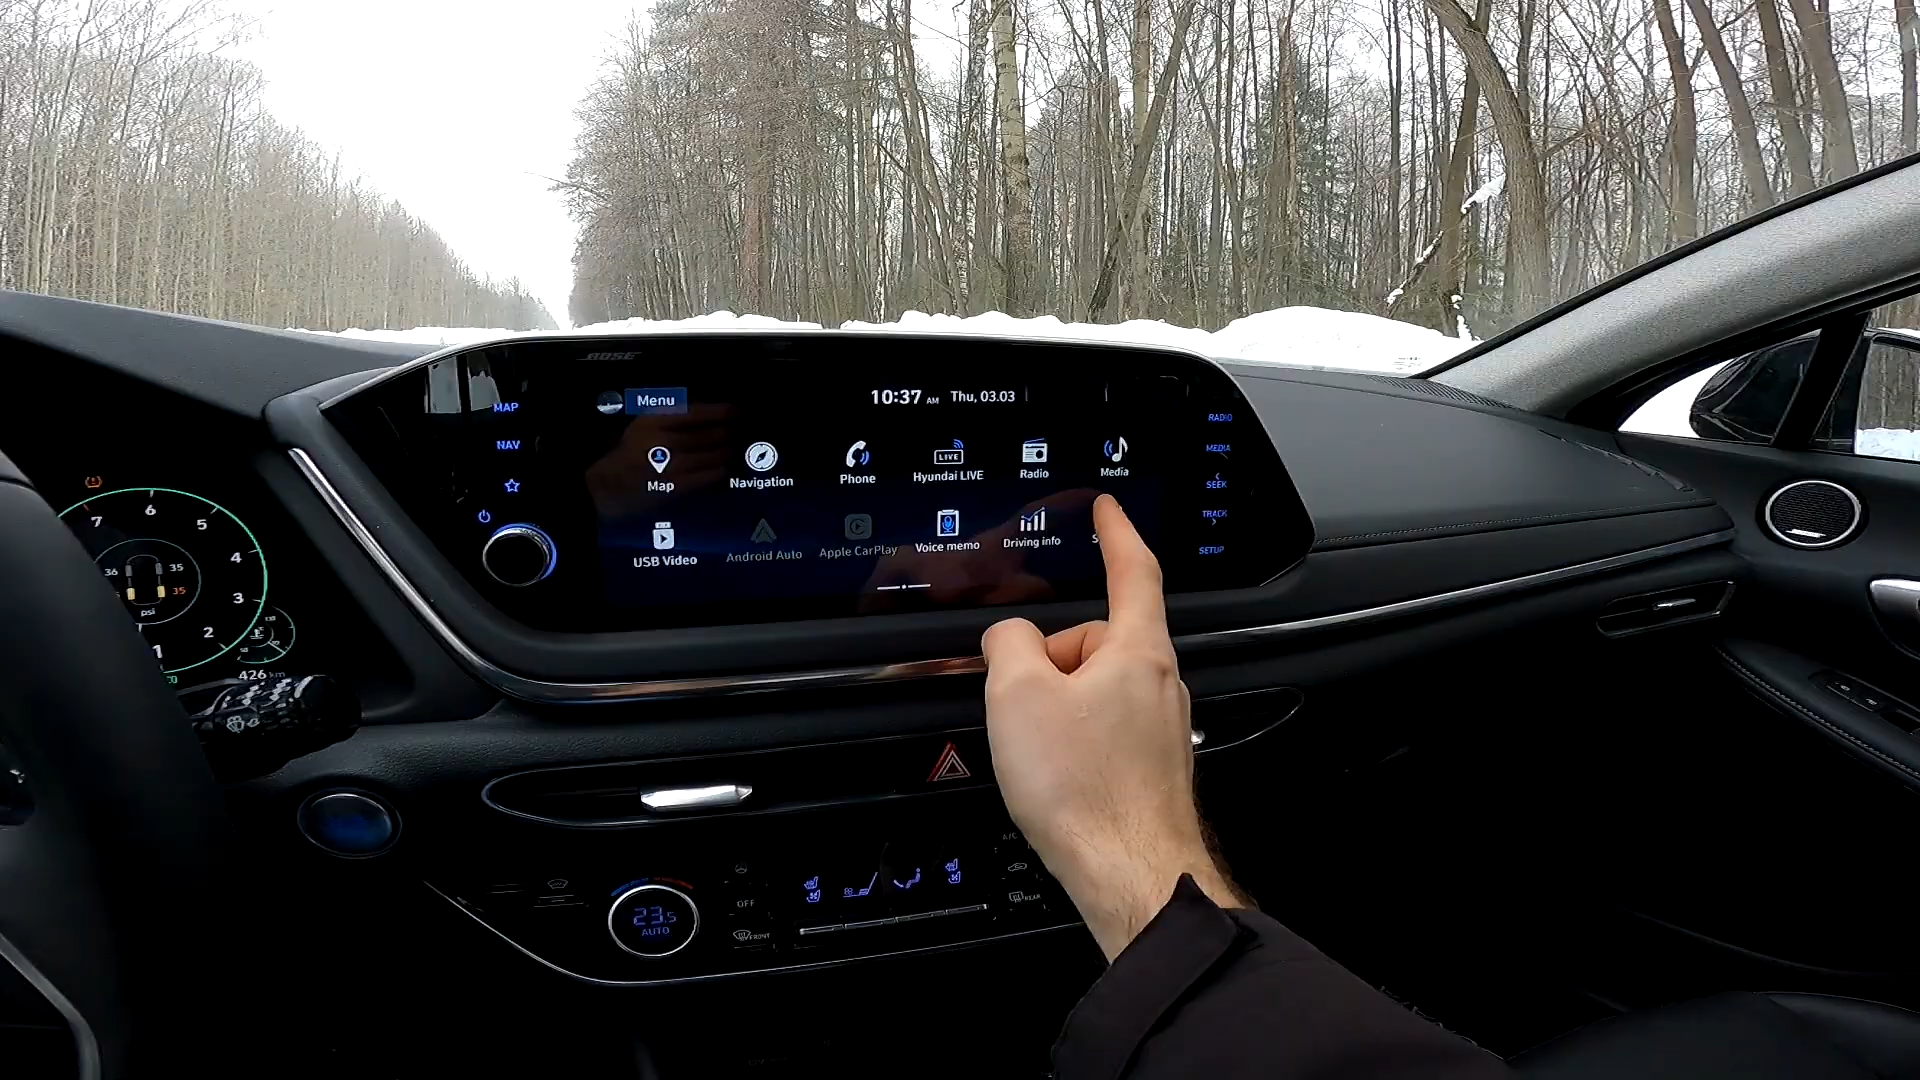 BOSE
MAP
NAV
Menu
10:37 AM Thu, 03.03
Map
Navigation
Phone
LIVE
Hyundai LIVE
Radio
Media
USB Video
Android Auto
Apple CarPlay
Voice memo
Driving info
RADIO
MEDIA
SEEK
TRACK
SETUP
7
6
5
4
3
2
1
36
35
35
psi
426 km
23.5
AUTO
OFF
FRONT
A/C
REAR